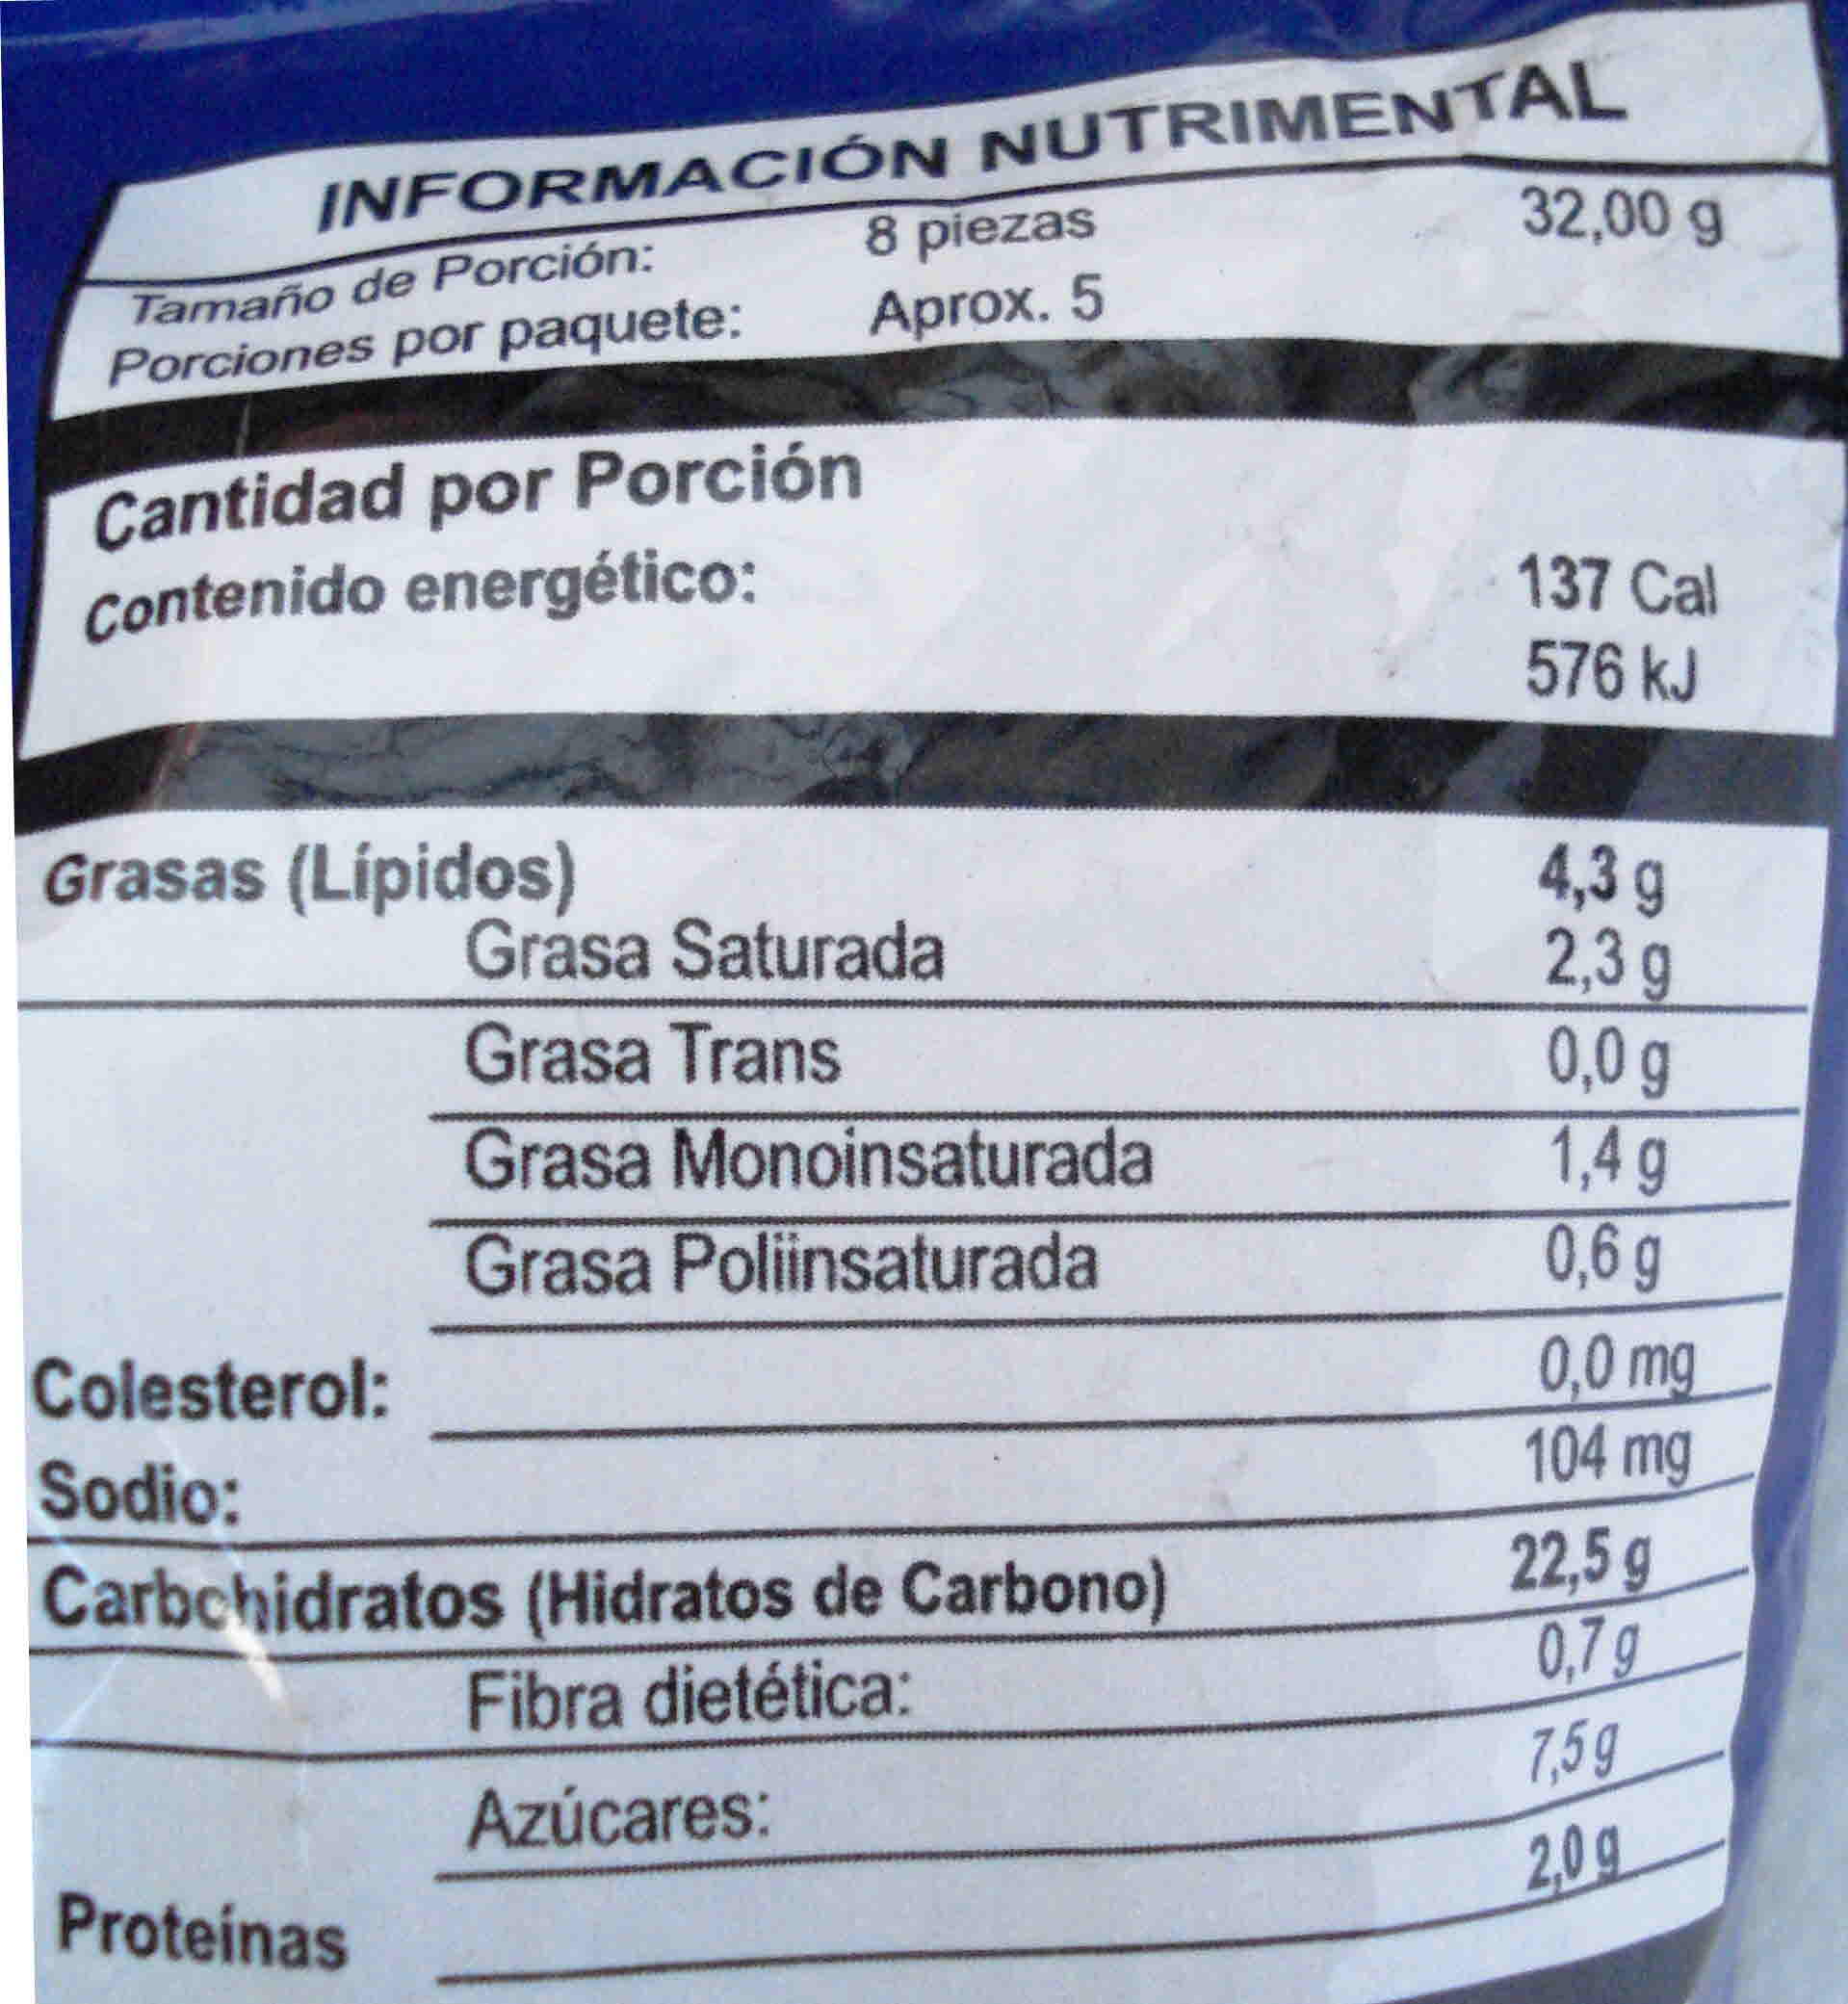 INFORMACIÓN NUTRIMENTAL
Tamaño de Porción: 8 piezas 32,00 g
Porciones por paquete: Aprox. 5
Cantidad por Porción
Contenido energético: 137 Cal
576 kJ
Grasas (Lípidos) 4,3 g
Grasa Saturada 2,3 g
Grasa Trans 0,0 g
Grasa Monoinsaturada 1,4 g
Grasa Poliinsaturada 0,6 g
Colesterol: 0,0 mg
Sodio: 104 mg
Carbohidratos (Hidratos de Carbono) 22,5 g
Fibra dietética: 0,7 g
Azúcares: 7,5 g
Proteínas 2,0 g